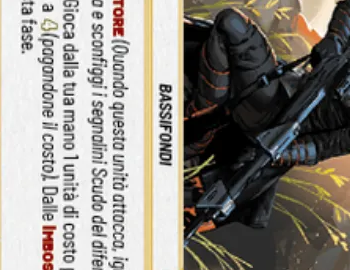 BASSIFONDI
TORE (Quando questa unità attacca, ig
a e sconfiggi i segnalini Scudo del difen
Gioca dalla tua mano 1 unità di costo
a 4 (pagandone il costo). Dalle IMBOS
ta fase.